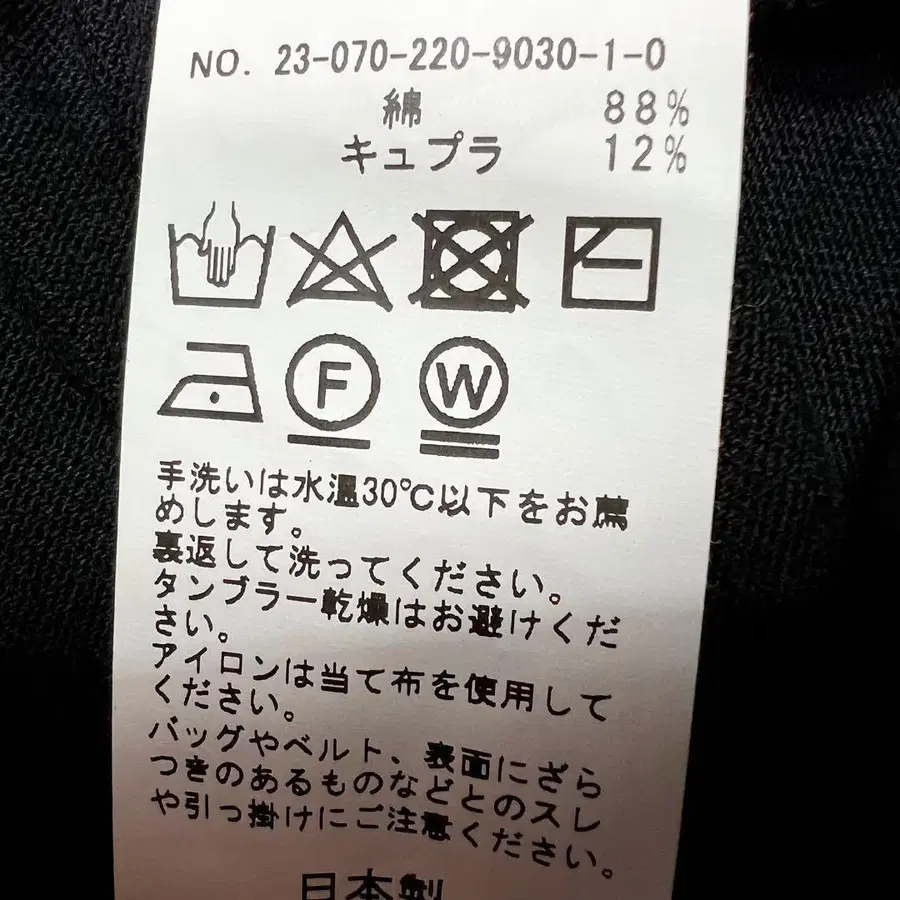 NO. 23-070-220-9030-1-0
綿 88%
キュプラ 12%
F W
手洗いは水温30℃以下をお薦
めします。
裏返して洗ってください。
タンブラー乾燥はお避けくだ
さい。
アイロンは当て布を使用して
ください。
バッグやベルト、表面にざら
つきのあるものなどとのスレ
や引っ掛けにご注意ください。
日本製